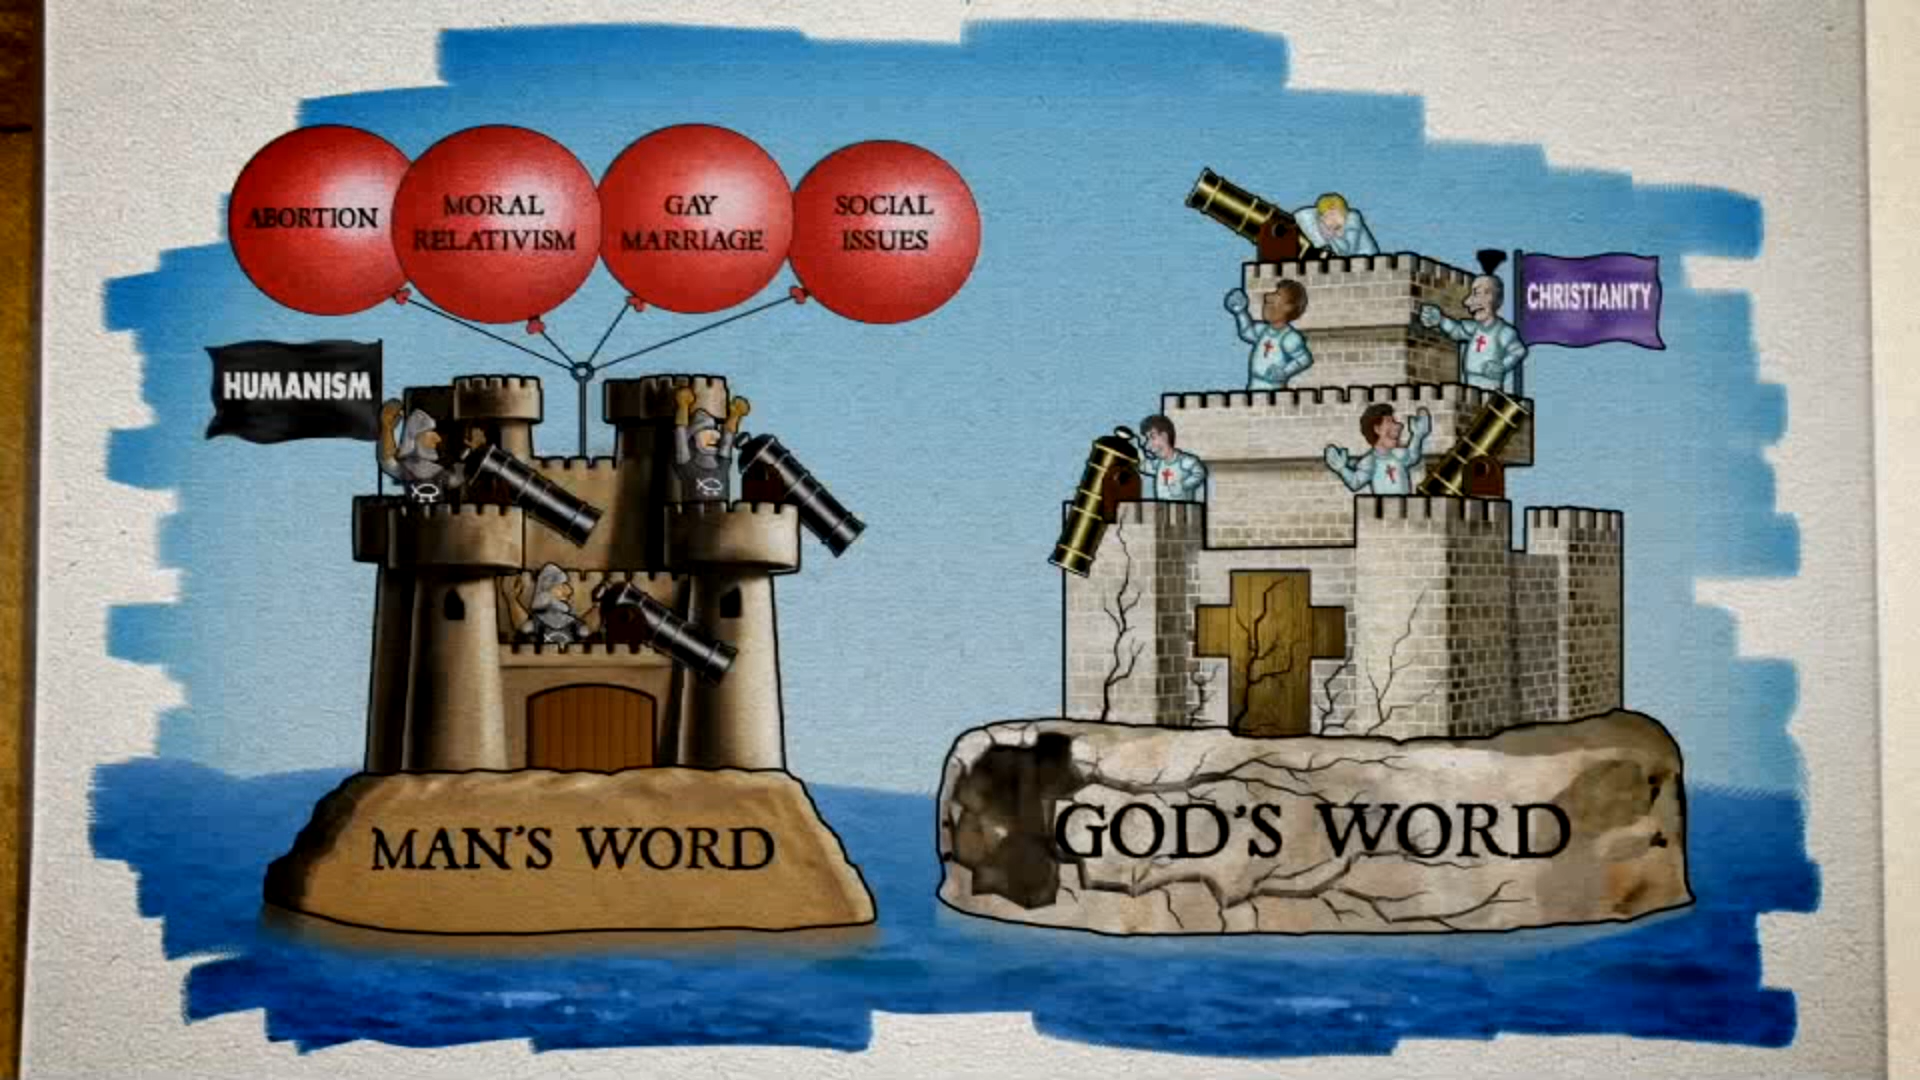 ABORTION
MORAL
RELATIVISM
GAY
MARRIAGE
SOCIAL
ISSUES
HUMANISM
CHRISTIANITY
MAN'S WORD
GOD'S WORD